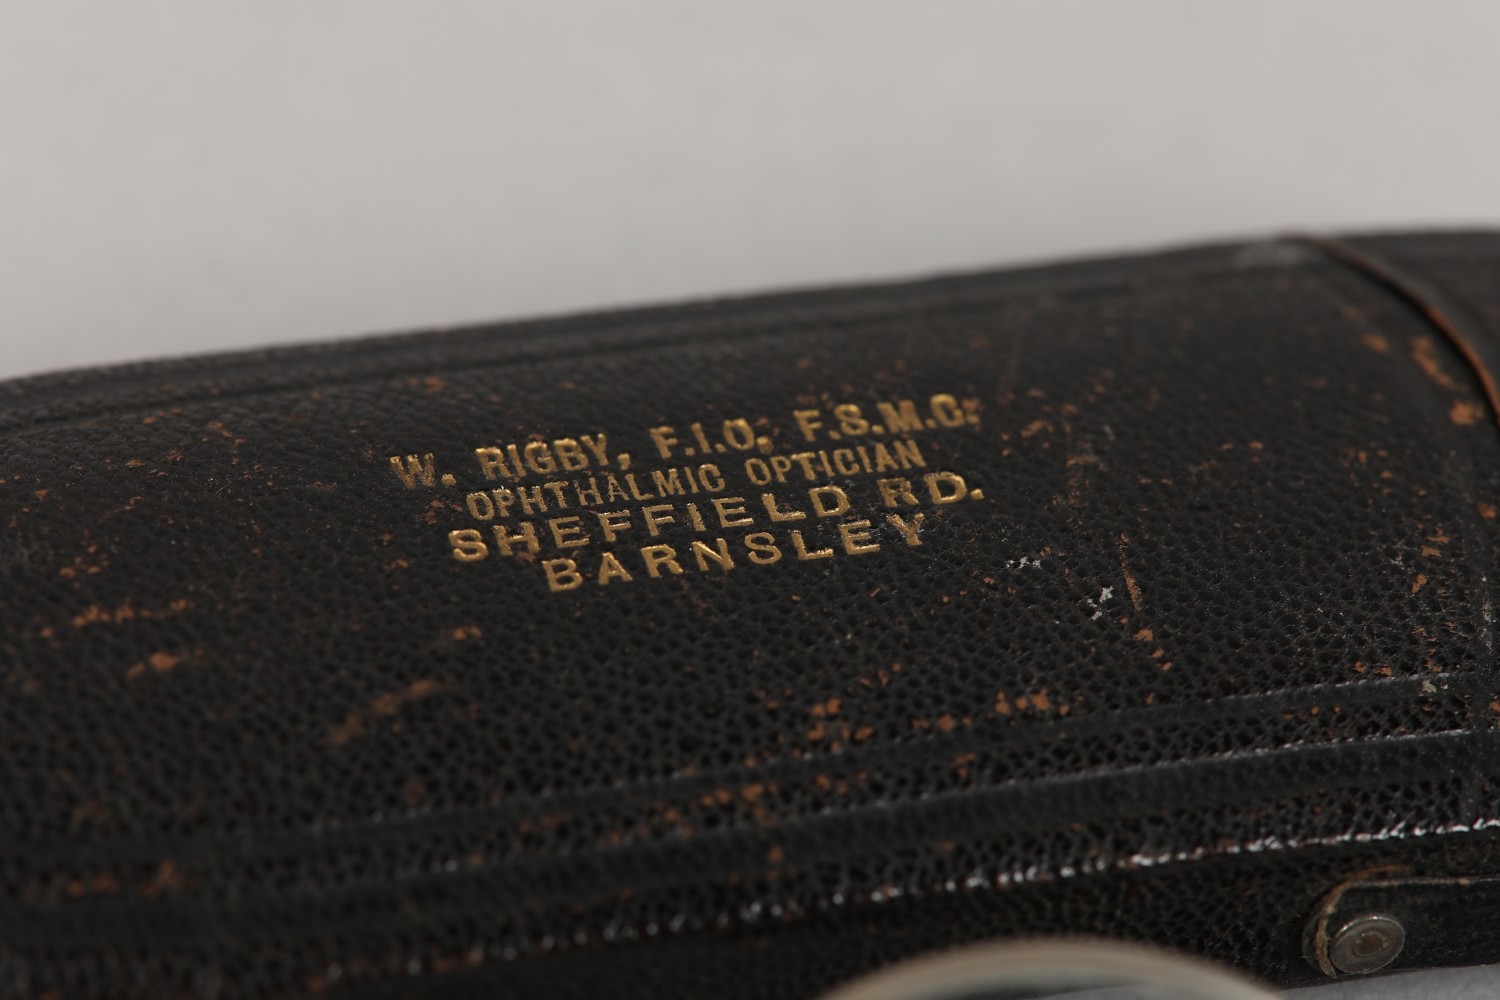 W. RIGBY, F.I.O, F.S.M.C.
OPHTHALMIC OPTICIAN
SHEFFIELD RD.
BARNSLEY